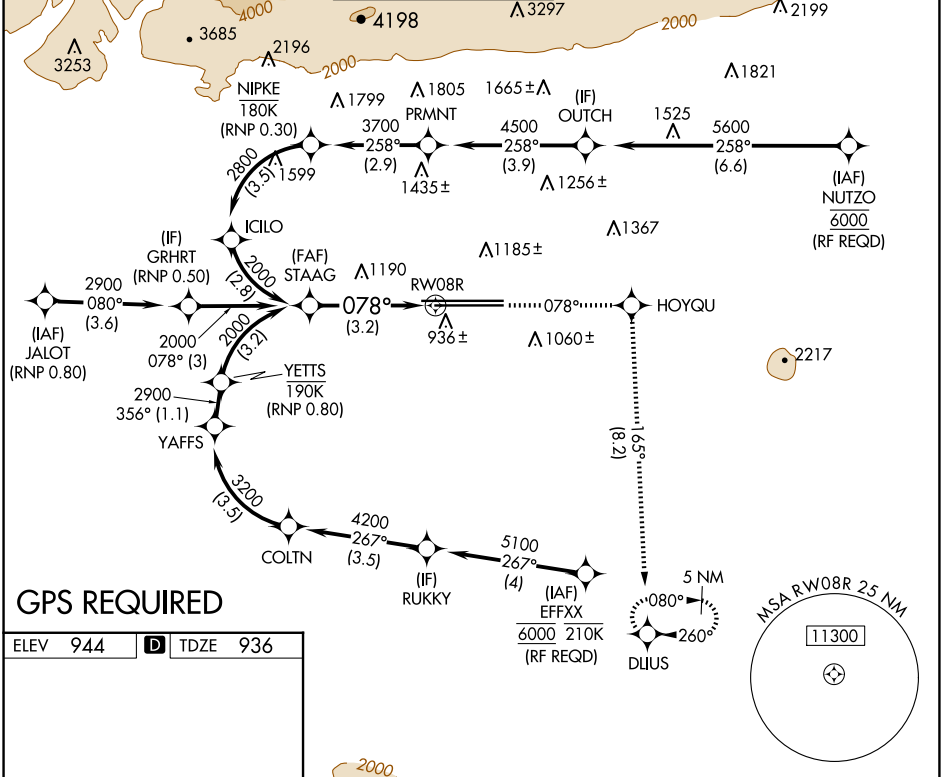 4000
3297
2199
4198
2000
3685
3253
2196
2000
1821
NIPKE
180K
(RNP 0.30)
1799
1805
PRMNT
1665±
(IF)
OUTCH
1525
3700
258°
(2.9)
4500
258°
(3.9)
5600
258°
(6.6)
2800
(3.5)
1599
1435±
1256±
(IAF)
NUTZO
6000
(RF REQD)
ICILO
1367
(IF)
GRHRT
(RNP 0.50)
2000
(2.8)
(FAF)
STAAG
1190
1185±
RW08R
2900
080°
(3.6)
078°
(3.2)
078°
HOYQU
(IAF)
JALOT
(RNP 0.80)
2000
078° (3)
2000
(3.2)
936±
1060±
2217
YETTS
190K
(RNP 0.80)
2900
356° (1.1)
YAFFS
165°
(8.2)
3200
(3.5)
COLTN
4200
267°
(3.5)
(IF)
RUKKY
5100
267°
(4)
(IAF)
EFFXX
6000 210K
(RF REQD)
5 NM
080°
260°
DLIUS
MSA RW08R 25 NM
11300
GPS REQUIRED
ELEV 944 D TDZE 936
2000